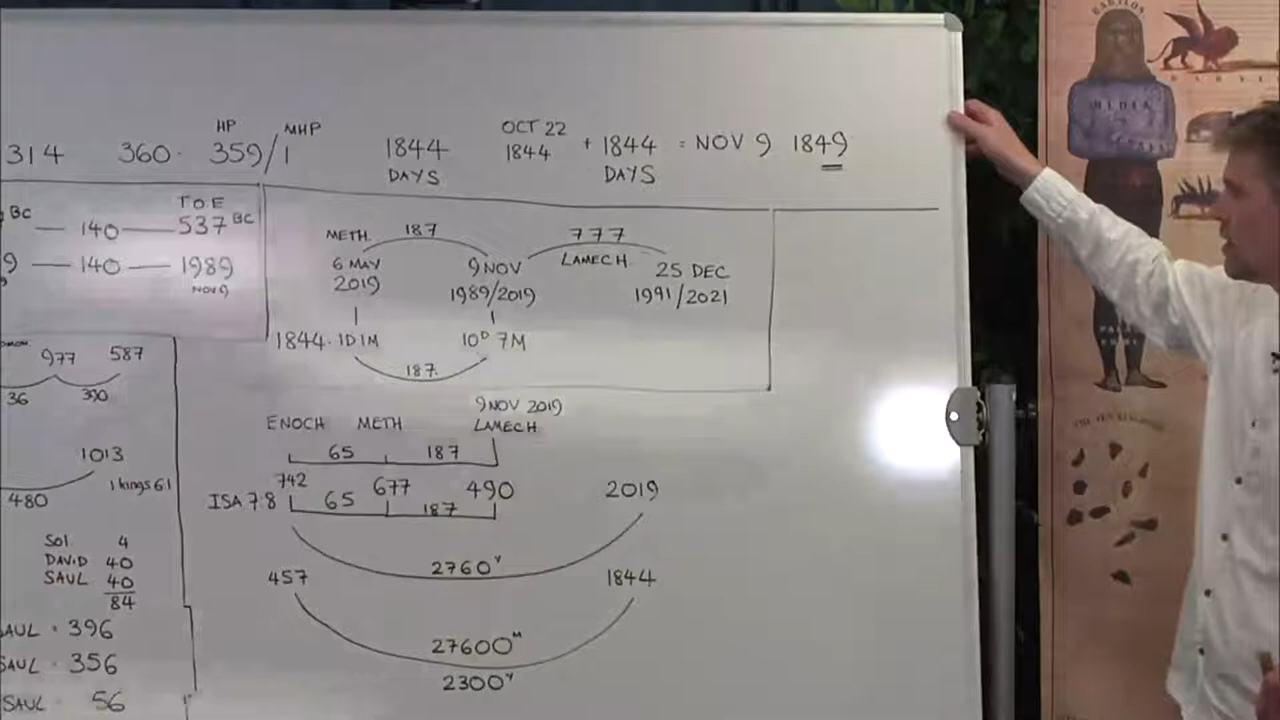 HP MHP
314 360. 359/1
1844 DAYS
OCT 22 1844 + 1844 DAYS = NOV 9 1849
BC 140 T O E 537 BC
9 140 1989 NOV 9
METH. 187 777 LAMECH
6 MAY 2019
9 NOV 1989/2019
25 DEC 1991/2021
1844. 1D 1M 10D 7M
187.
977 587
36 390
1013
480 1 kings 6:1
Sol 4
DAVID 40
SAUL 40
84
SAUL = 396
SAUL = 356
SAUL = 56
ENOCH METH 9 NOV 2019 LAMECH
65 187
742 677 490 2019
ISA 7:8 65 187
2760Y
457 1844
27600M
2300Y
BABYLON
MEDIA